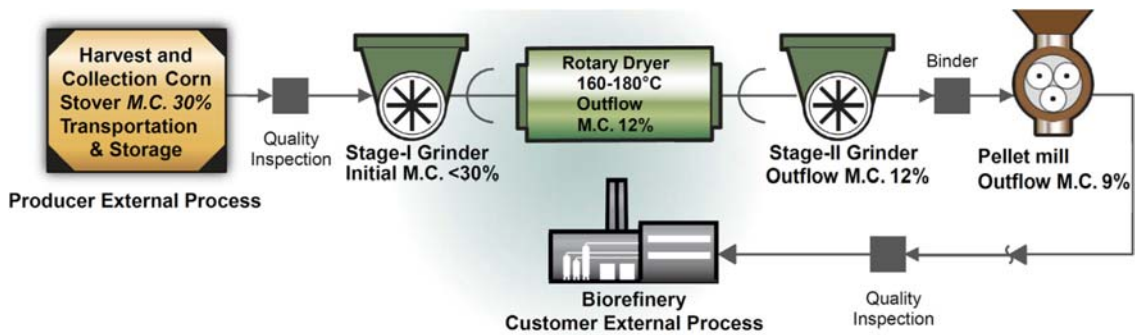 Harvest and
Collection Corn
Stover M.C. 30%
Transportation
& Storage
Producer External Process
Quality
Inspection
Stage-I Grinder
Initial M.C. <30%
Rotary Dryer
160-180°C
Outflow
M.C. 12%
Stage-II Grinder
Outflow M.C. 12%
Binder
Pellet mill
Outflow M.C. 9%
Quality
Inspection
Biorefinery
Customer External Process